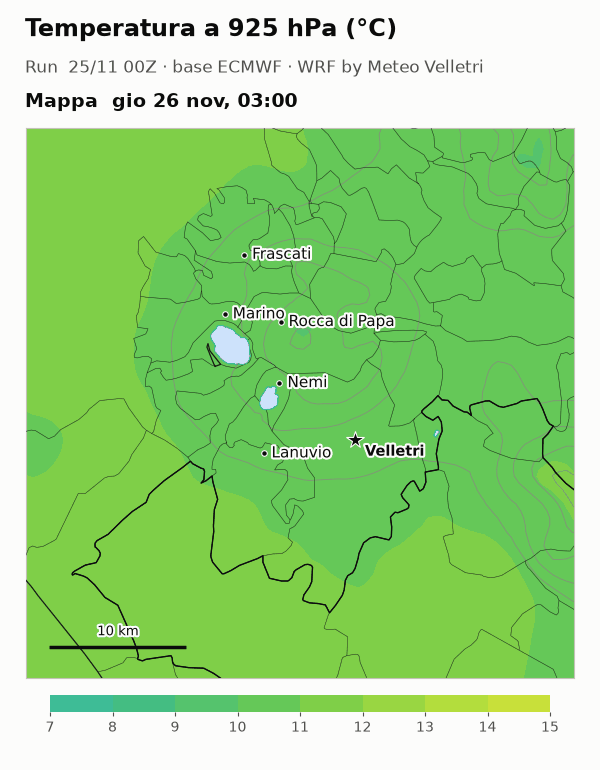 Temperatura a 925 hPa (°C)
Run  25/11 00Z · base ECMWF · WRF by Meteo Velletri
Mappa  gio 26 nov, 03:00
Frascati
Marino
Rocca di Papa
Nemi
Velletri
Lanuvio
10 km
7 8 9 10 11 12 13 14 15